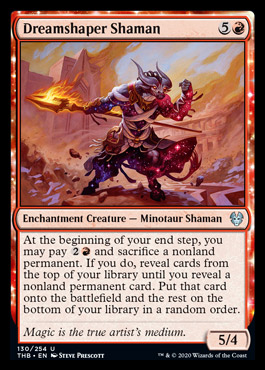 Dreamshaper Shaman 5
Enchantment Creature — Minotaur Shaman
At the beginning of your end step, you
may pay 2 and sacrifice a nonland
permanent. If you do, reveal cards from
the top of your library until you reveal a
nonland permanent card. Put that card
onto the battlefield and the rest on the
bottom of your library in a random order.
Magic is the true artist's medium.
5/4
130/254 U
THB • EN STEVE PRESCOTT
™ & © 2020 Wizards of the Coast